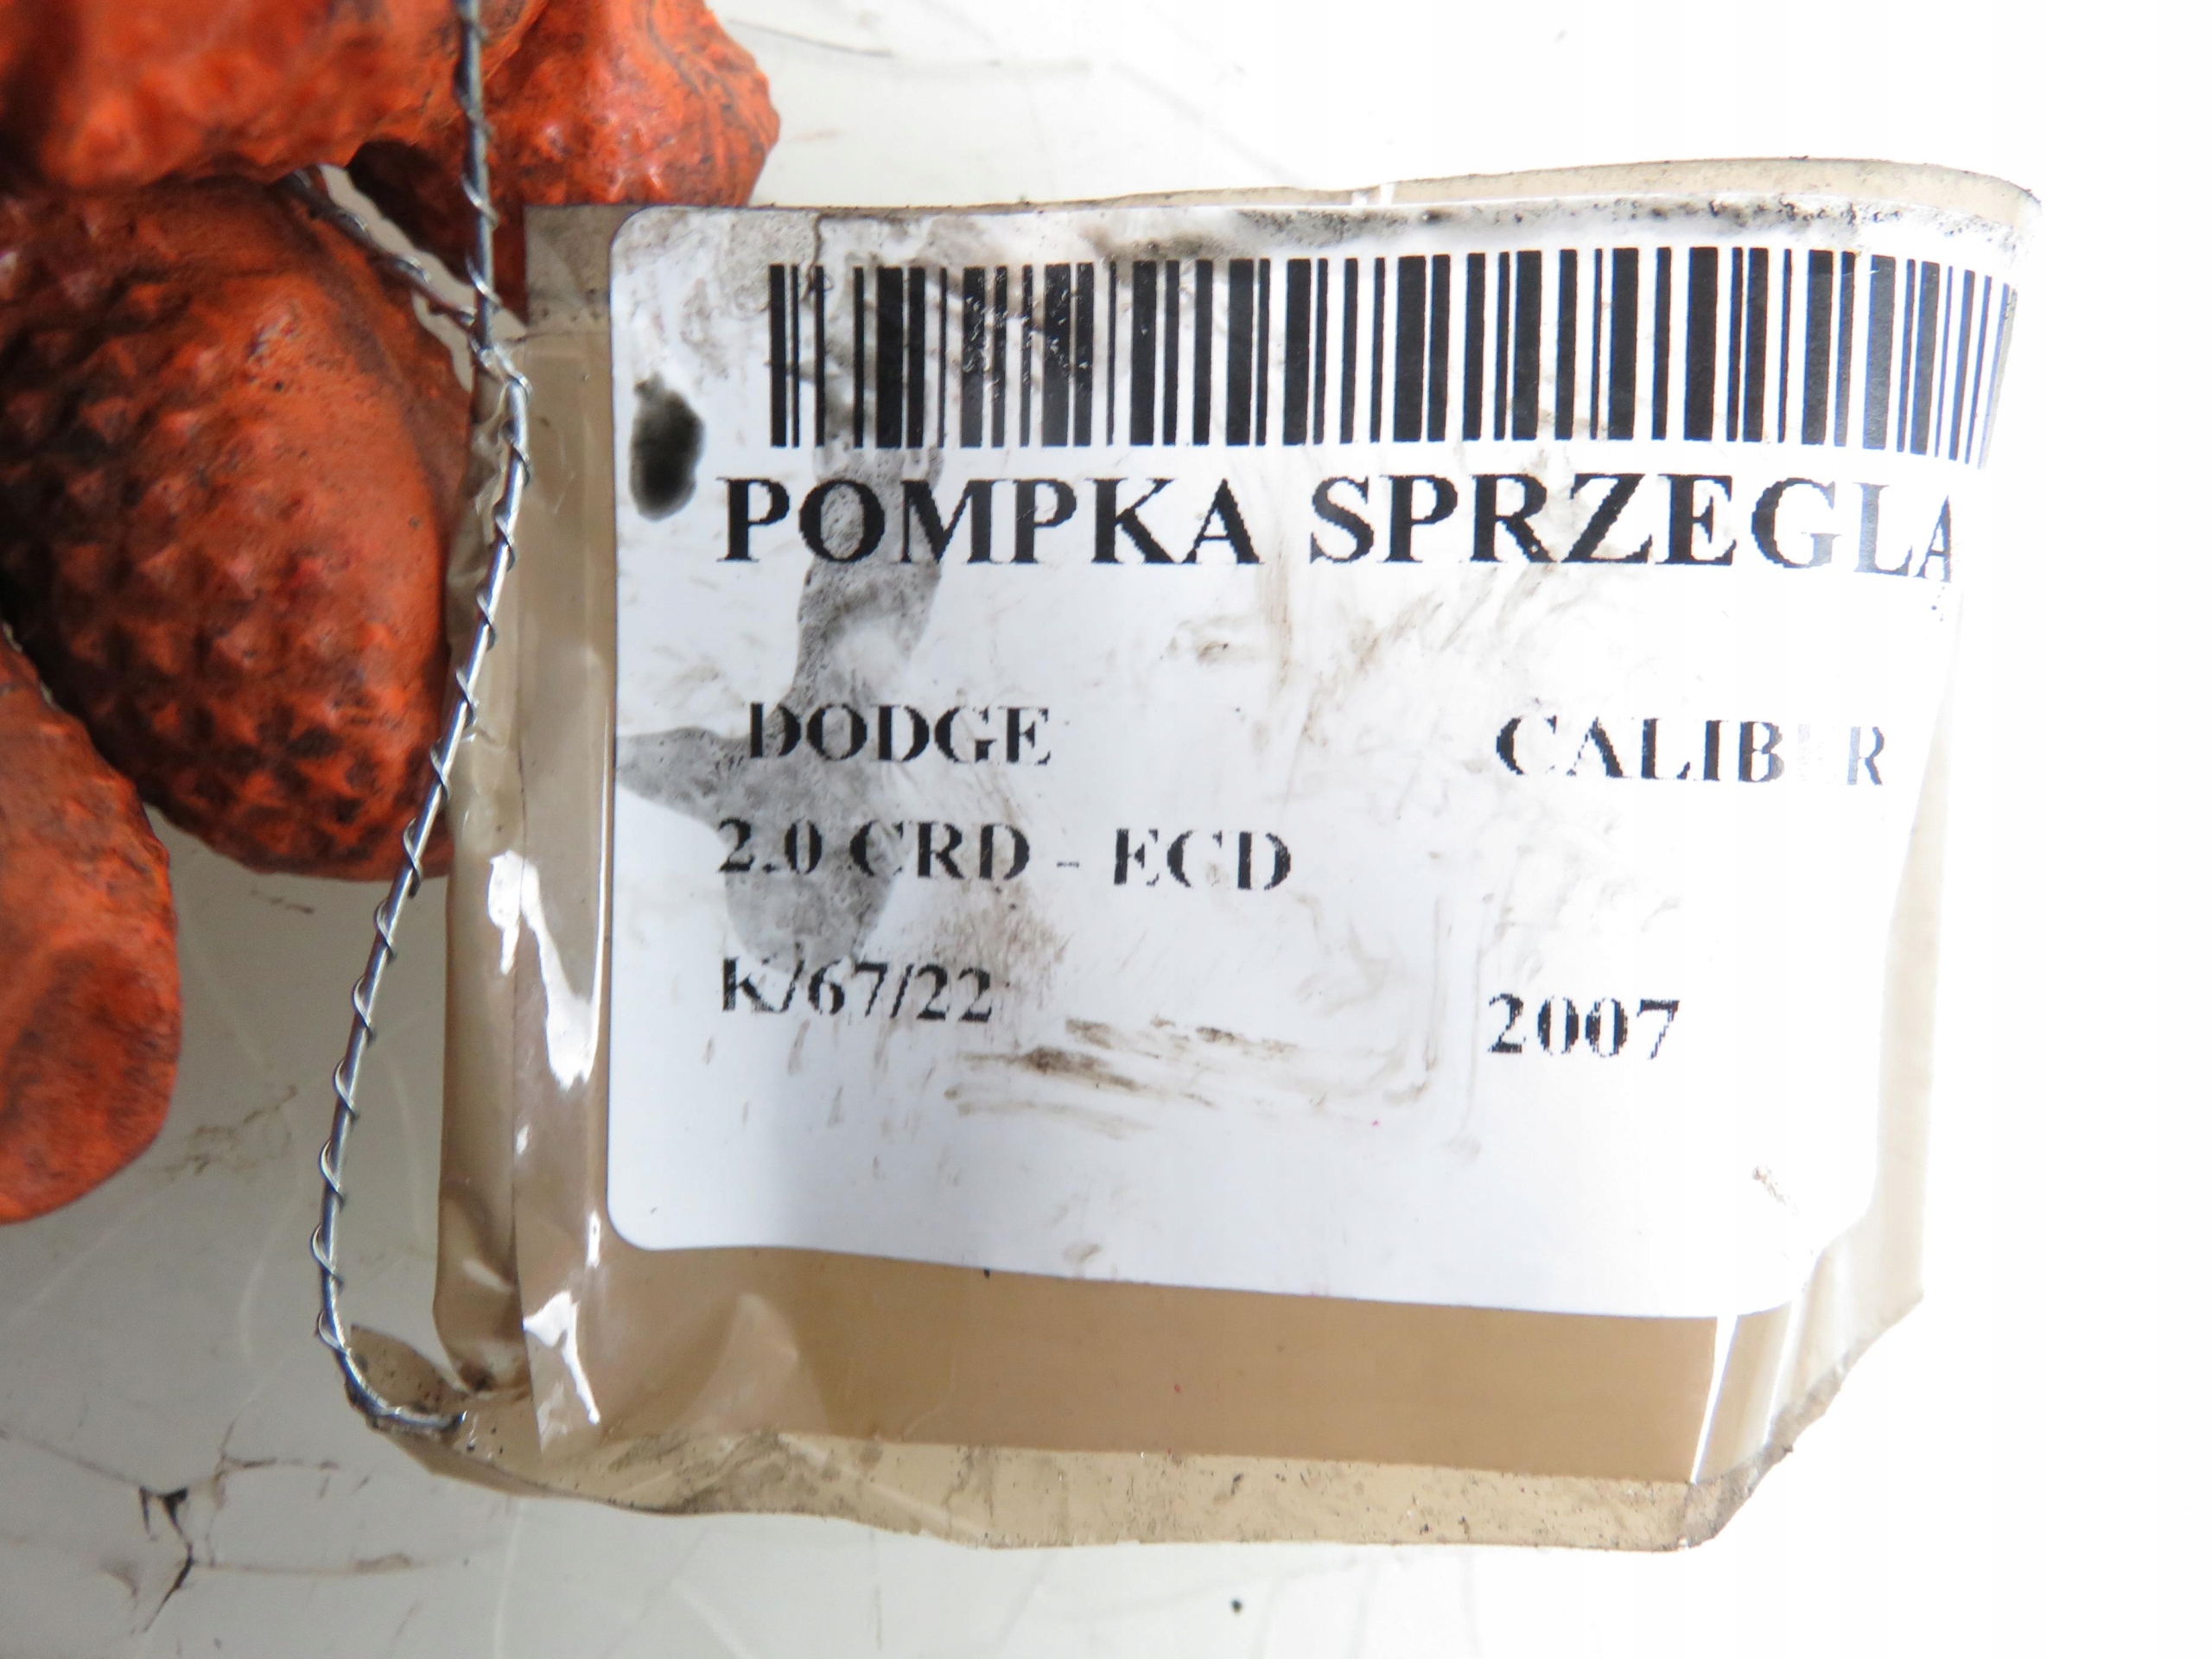 POMPKA SPRZEGLA
DODGE CALIBER
2.0 CRD - ECD
K/67/22 2007